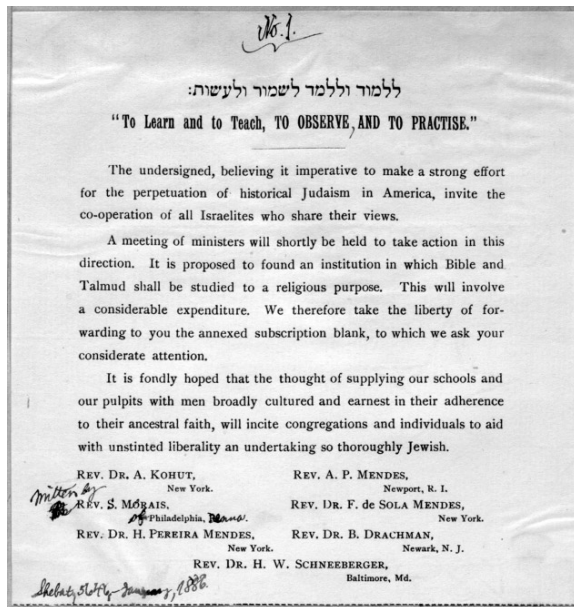 No. 1.
ללמוד וללמד לשמור ולעשות:
"To Learn and to Teach, TO OBSERVE, AND TO PRACTISE."
The undersigned, believing it imperative to make a strong effort
for the perpetuation of historical Judaism in America, invite the
co-operation of all Israelites who share their views.
A meeting of ministers will shortly be held to take action in this
direction. It is proposed to found an institution in which Bible and
Talmud shall be studied to a religious purpose. This will involve
a considerable expenditure. We therefore take the liberty of for-
warding to you the annexed subscription blank, to which we ask your
considerate attention.
It is fondly hoped that the thought of supplying our schools and
our pulpits with men broadly cultured and earnest in their adherence
to their ancestral faith, will incite congregations and individuals to aid
with unstinted liberality an undertaking so thoroughly Jewish.
REV. DR. A. KOHUT, REV. A. P. MENDES,
New York. Newport, R. I.
written by
REV. S. MORAIS, REV. DR. F. de SOLA MENDES,
of Philadelphia, New York.
REV. DR. H. PEREIRA MENDES, REV. DR. B. DRACHMAN,
New York. Newark, N. J.
REV. DR. H. W. SCHNEEBERGER,
Baltimore, Md.
Shebat, January, 1886.